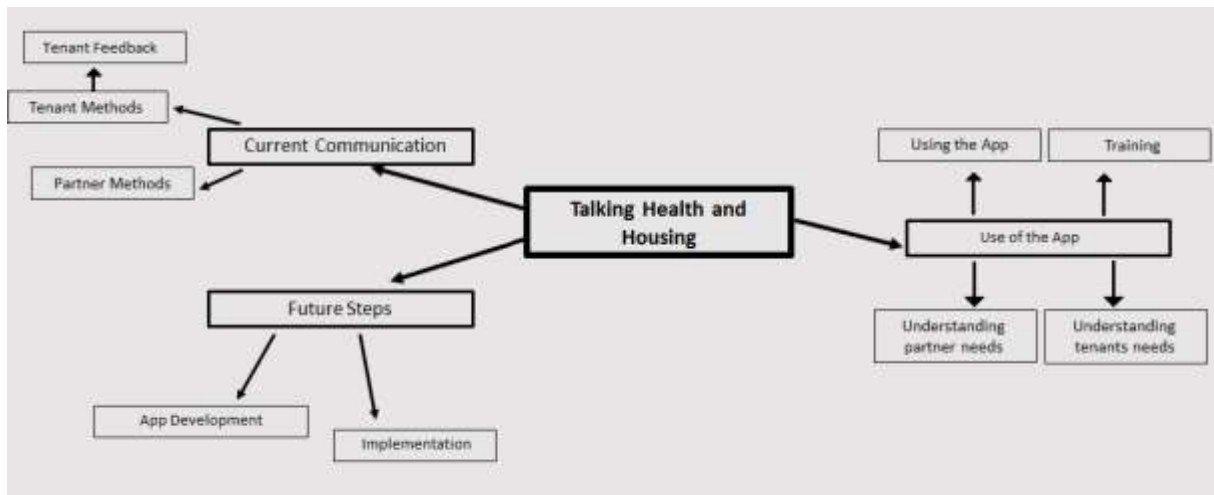 Tenant Feedback
Tenant Methods
Current Communication
Partner Methods
Talking Health and
Housing
Future Steps
App Development
Implementation
Using the App
Training
Use of the App
Understanding
partner needs
Understanding
tenants needs